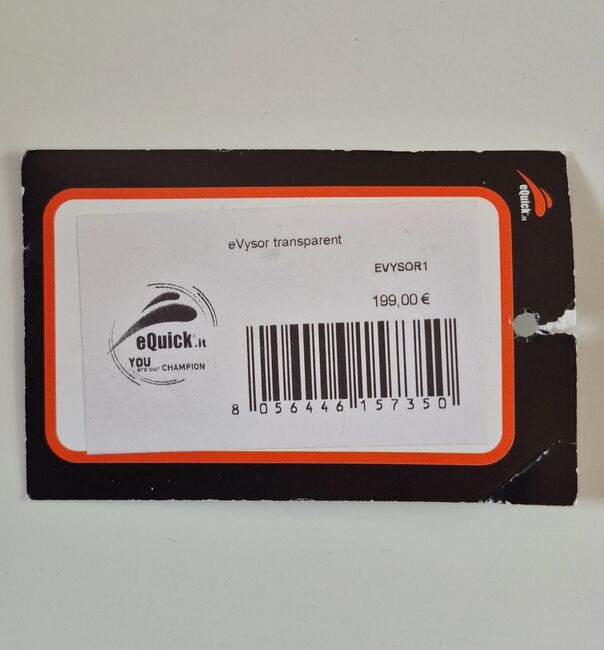 eQuick.it
eVysor transparent
EVYSOR1
199,00 €
eQuick.it
YOU
are our CHAMPION
8 056446 157350